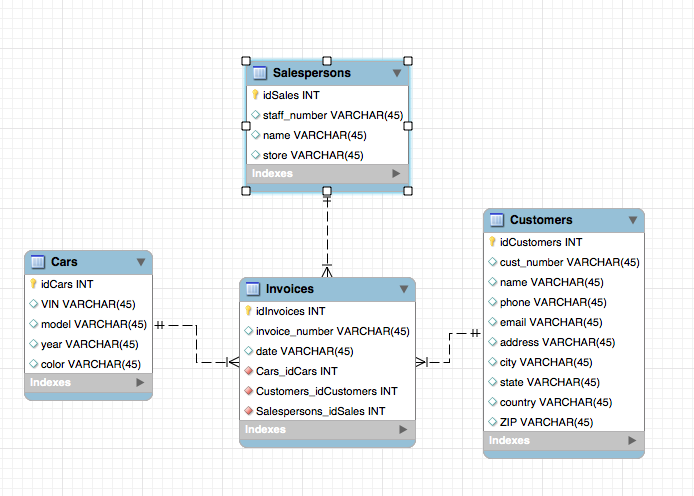 Salespersons
idSales INT
staff_number VARCHAR(45)
name VARCHAR(45)
store VARCHAR(45)
Indexes
Cars
idCars INT
VIN VARCHAR(45)
model VARCHAR(45)
year VARCHAR(45)
color VARCHAR(45)
Indexes
Invoices
idInvoices INT
invoice_number VARCHAR(45)
date VARCHAR(45)
Cars_idCars INT
Customers_idCustomers INT
Salespersons_idSales INT
Indexes
Customers
idCustomers INT
cust_number VARCHAR(45)
name VARCHAR(45)
phone VARCHAR(45)
email VARCHAR(45)
address VARCHAR(45)
city VARCHAR(45)
state VARCHAR(45)
country VARCHAR(45)
ZIP VARCHAR(45)
Indexes